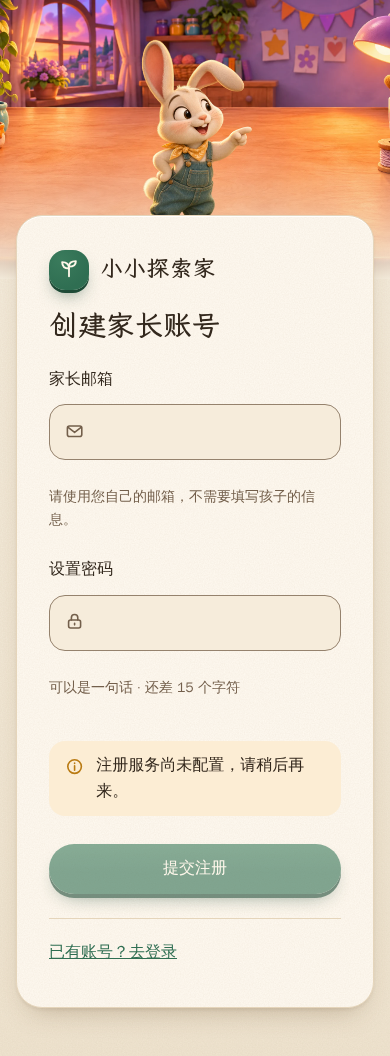 小小探索家
创建家长账号
家长邮箱
请使用您自己的邮箱，不需要填写孩子的信
息。
设置密码
可以是一句话 · 还差 15 个字符
注册服务尚未配置，请稍后再
来。
提交注册
已有账号？去登录